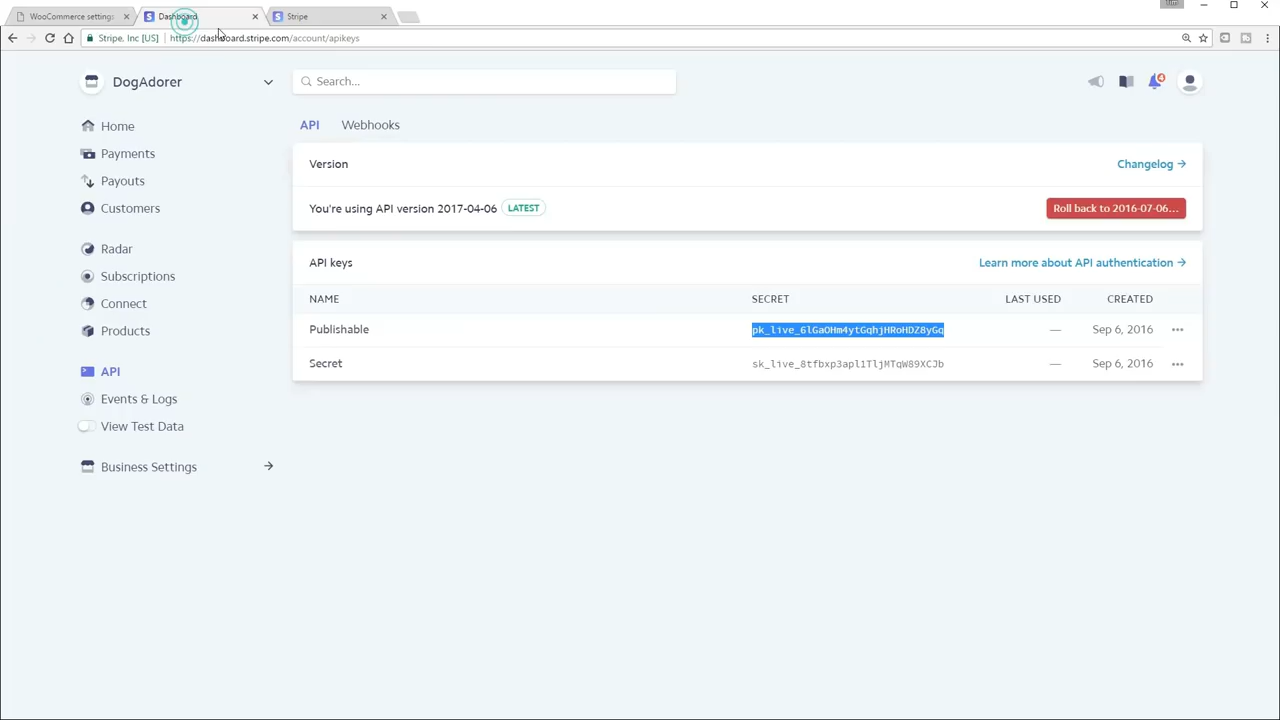 WooCommerce settings
Dashboard
Stripe
Stripe, Inc [US]
https://dashboard.stripe.com/account/apikeys
DogAdorer
Search...
4
Home
Payments
Payouts
Customers
Radar
Subscriptions
Connect
Products
API
Events & Logs
View Test Data
Business Settings
API
Webhooks
Version
Changelog
You're using API version 2017-04-06 LATEST
Roll back to 2016-07-06...
API keys
Learn more about API authentication
NAME SECRET LAST USED CREATED
Publishable pk_live_6lGaOHm4ytGqhjHRoHDZ8yGq — Sep 6, 2016
Secret sk_live_8tfbxp3apl1TljMTqW89XCJb — Sep 6, 2016